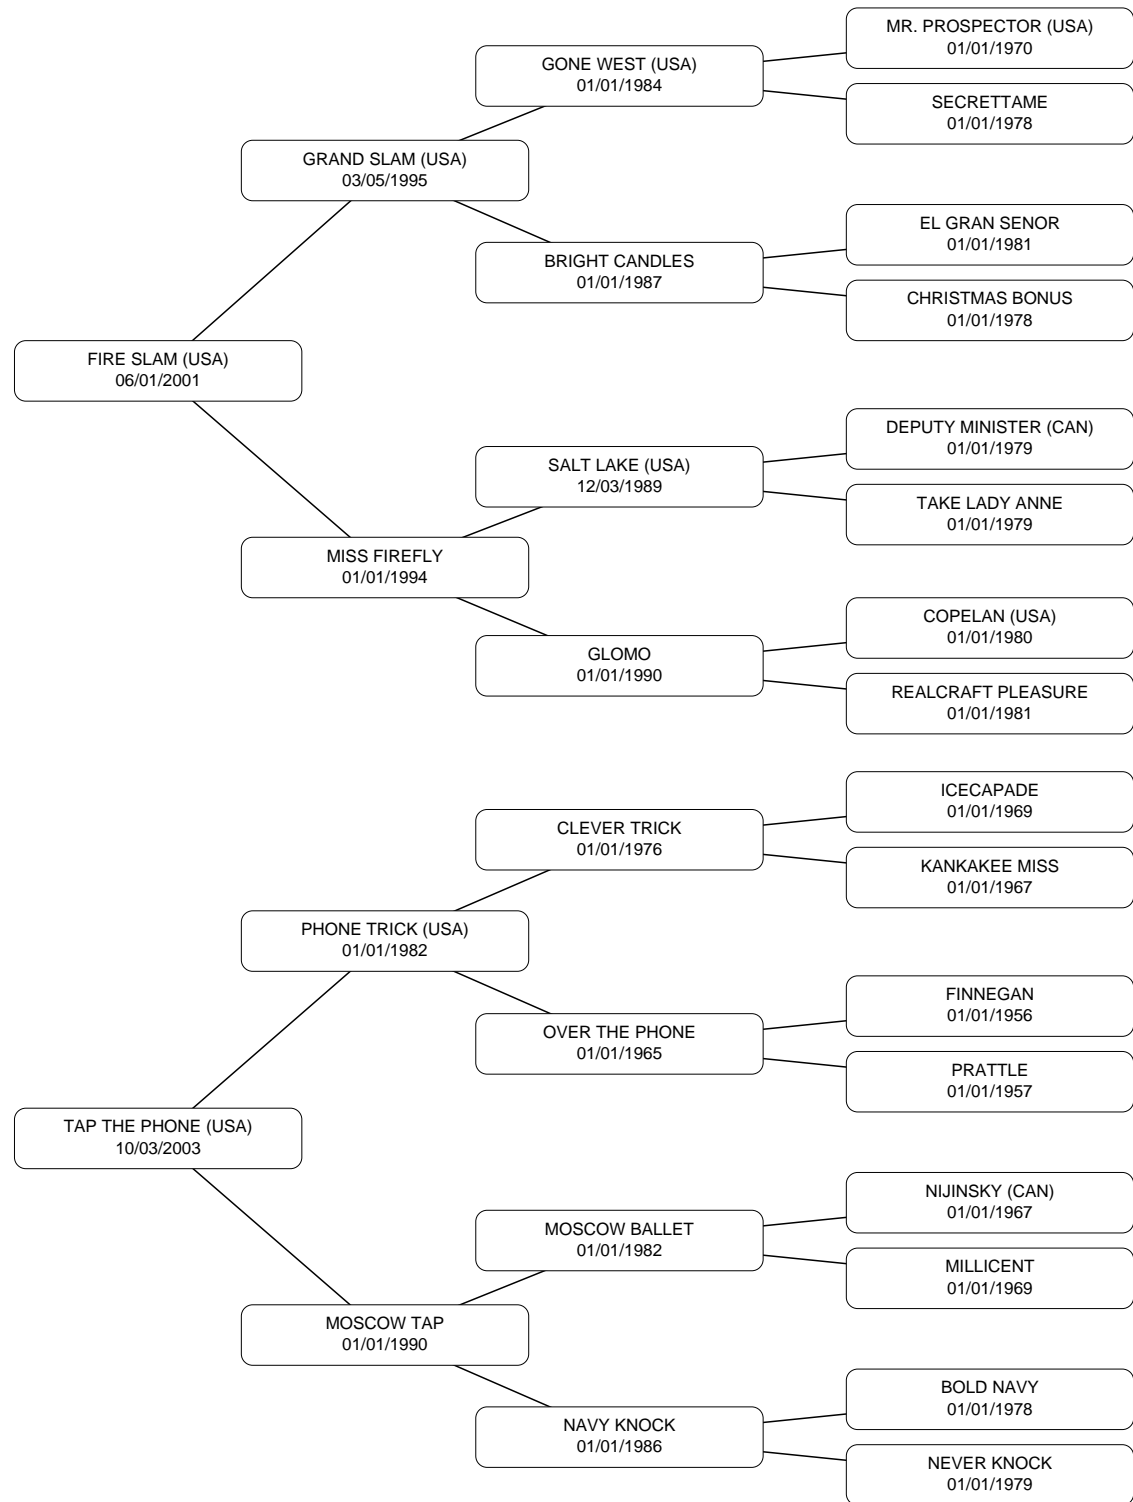 MR. PROSPECTOR (USA)
01/01/1970
GONE WEST (USA)
01/01/1984
SECRETTAME
01/01/1978
GRAND SLAM (USA)
03/05/1995
EL GRAN SENOR
01/01/1981
BRIGHT CANDLES
01/01/1987
CHRISTMAS BONUS
01/01/1978
FIRE SLAM (USA)
06/01/2001
DEPUTY MINISTER (CAN)
01/01/1979
SALT LAKE (USA)
12/03/1989
TAKE LADY ANNE
01/01/1979
MISS FIREFLY
01/01/1994
COPELAN (USA)
01/01/1980
GLOMO
01/01/1990
REALCRAFT PLEASURE
01/01/1981
ICECAPADE
01/01/1969
CLEVER TRICK
01/01/1976
KANKAKEE MISS
01/01/1967
PHONE TRICK (USA)
01/01/1982
FINNEGAN
01/01/1956
OVER THE PHONE
01/01/1965
PRATTLE
01/01/1957
TAP THE PHONE (USA)
10/03/2003
NIJINSKY (CAN)
01/01/1967
MOSCOW BALLET
01/01/1982
MILLICENT
01/01/1969
MOSCOW TAP
01/01/1990
BOLD NAVY
01/01/1978
NAVY KNOCK
01/01/1986
NEVER KNOCK
01/01/1979